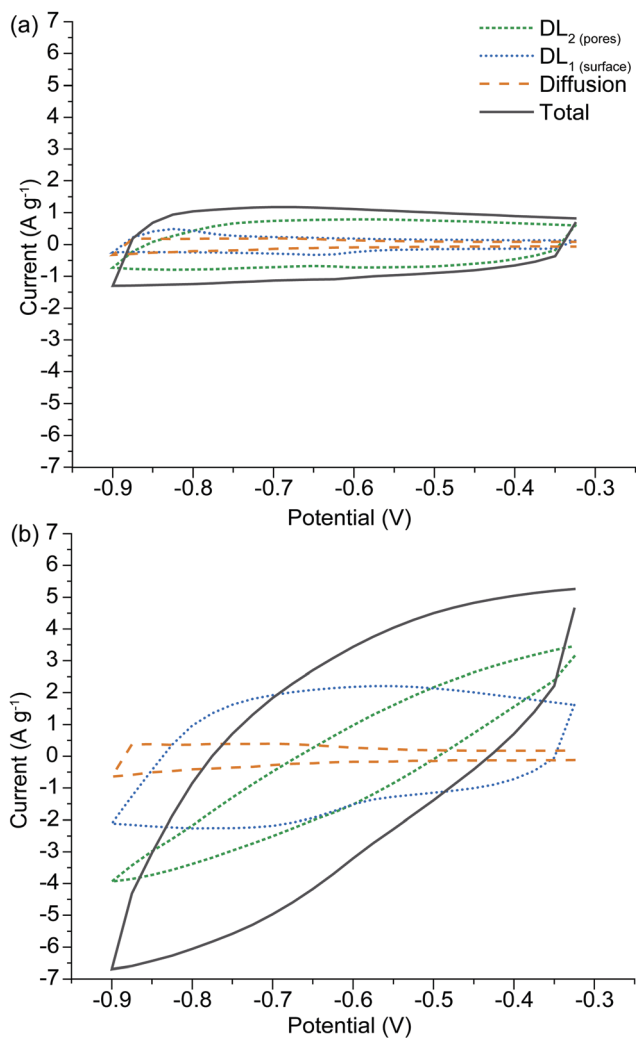 (a)
DL2 (pores)
DL1 (surface)
Diffusion
Total
7
6
5
4
3
2
1
0
-1
-2
-3
-4
-5
-6
-7
Current (A g-1)
-0.9 -0.8 -0.7 -0.6 -0.5 -0.4 -0.3
Potential (V)
(b)
7
6
5
4
3
2
1
0
-1
-2
-3
-4
-5
-6
-7
Current (A g-1)
-0.9 -0.8 -0.7 -0.6 -0.5 -0.4 -0.3
Potential (V)